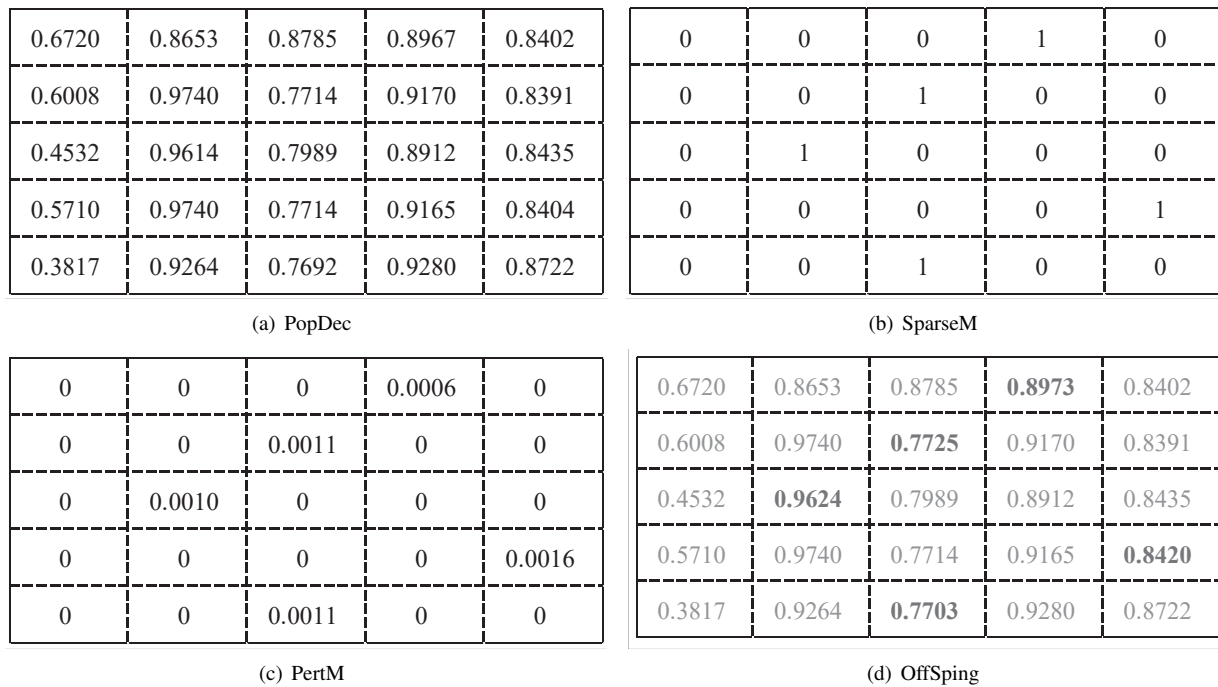 0.6720 0.8653 0.8785 0.8967 0.8402
0.6008 0.9740 0.7714 0.9170 0.8391
0.4532 0.9614 0.7989 0.8912 0.8435
0.5710 0.9740 0.7714 0.9165 0.8404
0.3817 0.9264 0.7692 0.9280 0.8722
(a) PopDec
0 0 0 1 0
0 0 1 0 0
0 1 0 0 0
0 0 0 0 1
0 0 1 0 0
(b) SparseM
0 0 0 0.0006 0
0 0 0.0011 0 0
0 0.0010 0 0 0
0 0 0 0 0.0016
0 0 0.0011 0 0
(c) PertM
0.6720 0.8653 0.8785 0.8973 0.8402
0.6008 0.9740 0.7725 0.9170 0.8391
0.4532 0.9624 0.7989 0.8912 0.8435
0.5710 0.9740 0.7714 0.9165 0.8420
0.3817 0.9264 0.7703 0.9280 0.8722
(d) OffSping